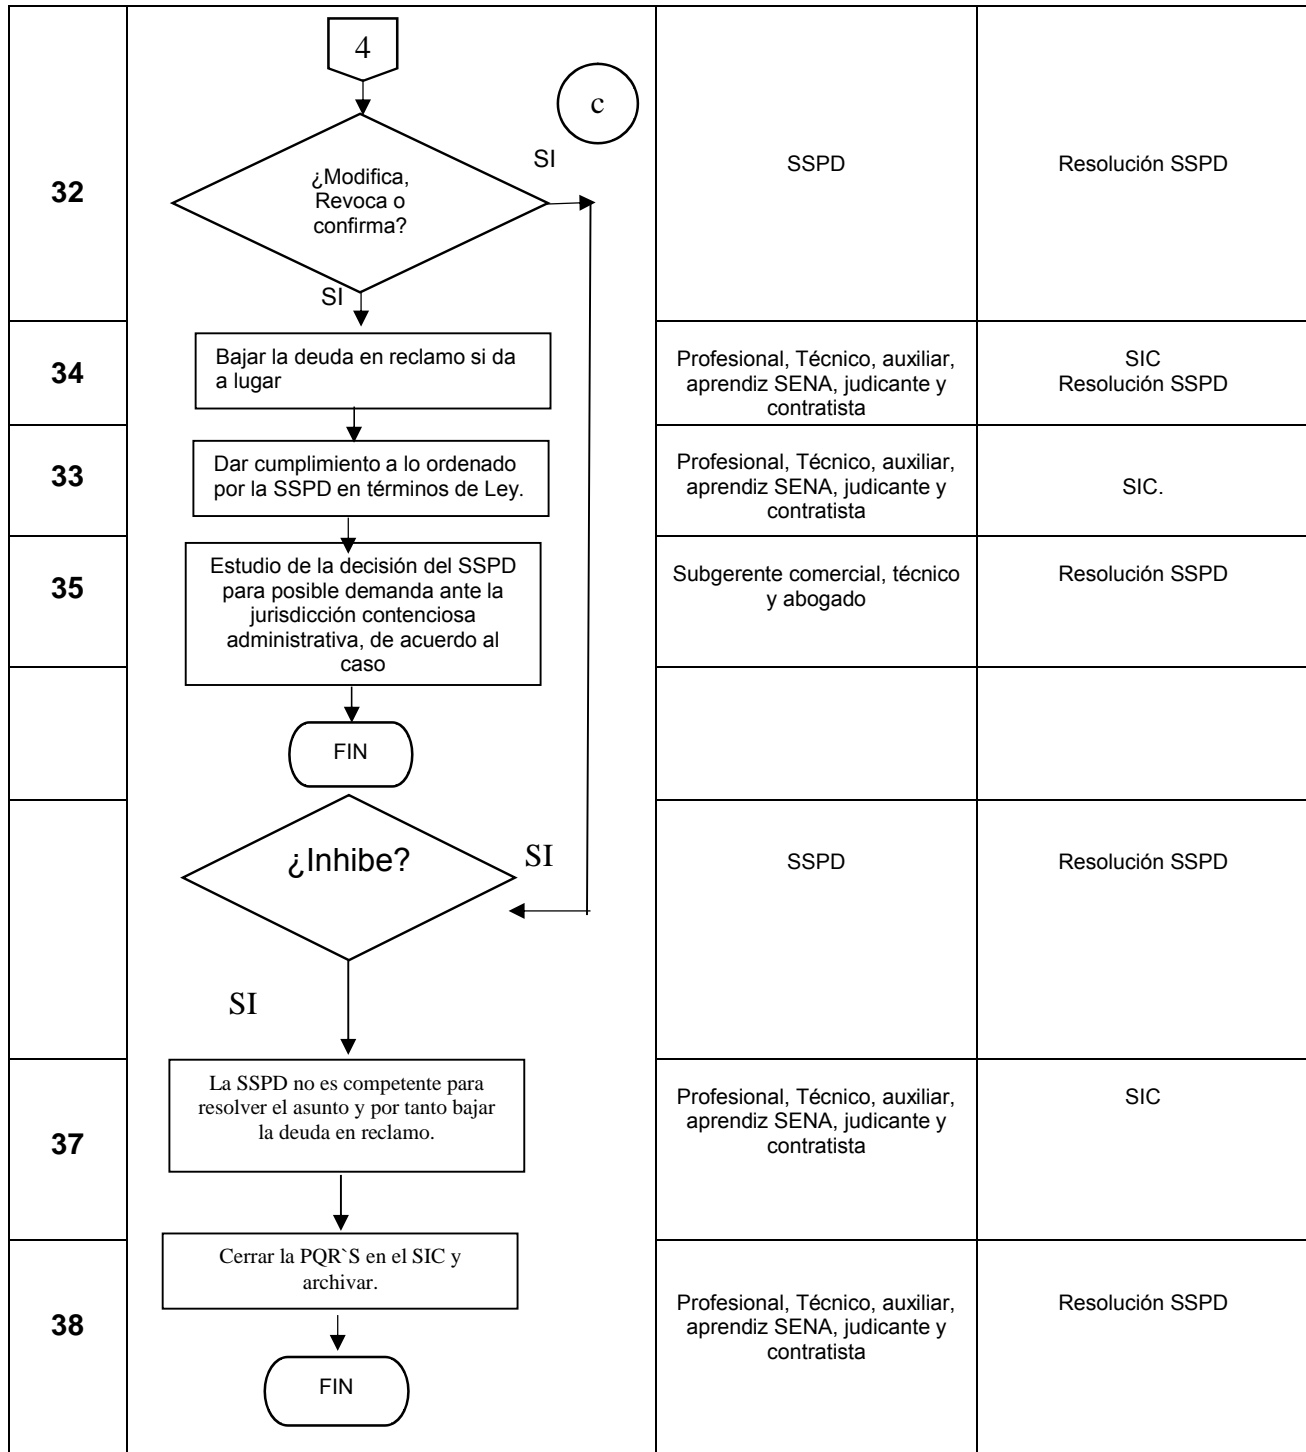 4
c
32
¿Modifica,
Revoca o
confirma?
SI
SI
SSPD
Resolución SSPD
34
Bajar la deuda en reclamo si da
a lugar
Profesional, Técnico, auxiliar,
aprendiz SENA, judicante y
contratista
SIC
Resolución SSPD
33
Dar cumplimiento a lo ordenado
por la SSPD en términos de Ley.
Profesional, Técnico, auxiliar,
aprendiz SENA, judicante y
contratista
SIC.
35
Estudio de la decisión del SSPD
para posible demanda ante la
jurisdicción contenciosa
administrativa, de acuerdo al
caso
Subgerente comercial, técnico
y abogado
Resolución SSPD
FIN
¿Inhibe?
SI
SI
SSPD
Resolución SSPD
37
La SSPD no es competente para
resolver el asunto y por tanto bajar
la deuda en reclamo.
Profesional, Técnico, auxiliar,
aprendiz SENA, judicante y
contratista
SIC
38
Cerrar la PQR`S en el SIC y
archivar.
FIN
Profesional, Técnico, auxiliar,
aprendiz SENA, judicante y
contratista
Resolución SSPD